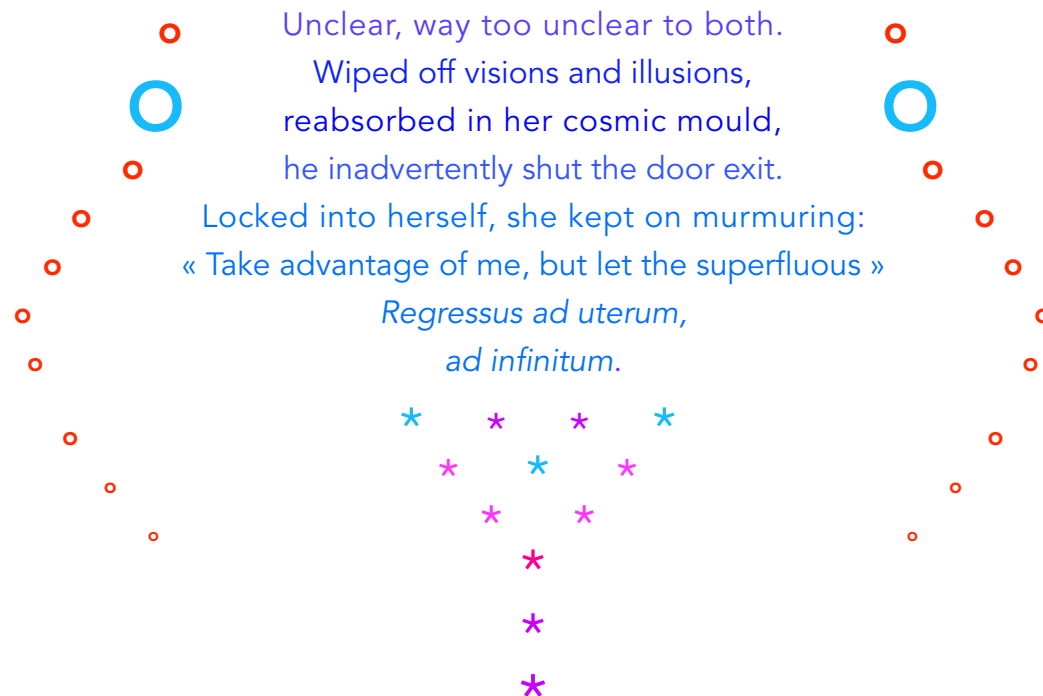 Unclear, way too unclear to both.
Wiped off visions and illusions,
reabsorbed in her cosmic mould,
he inadvertently shut the door exit.
Locked into herself, she kept on murmuring:
« Take advantage of me, but let the superfluous »
Regressus ad uterum,
ad infinitum.